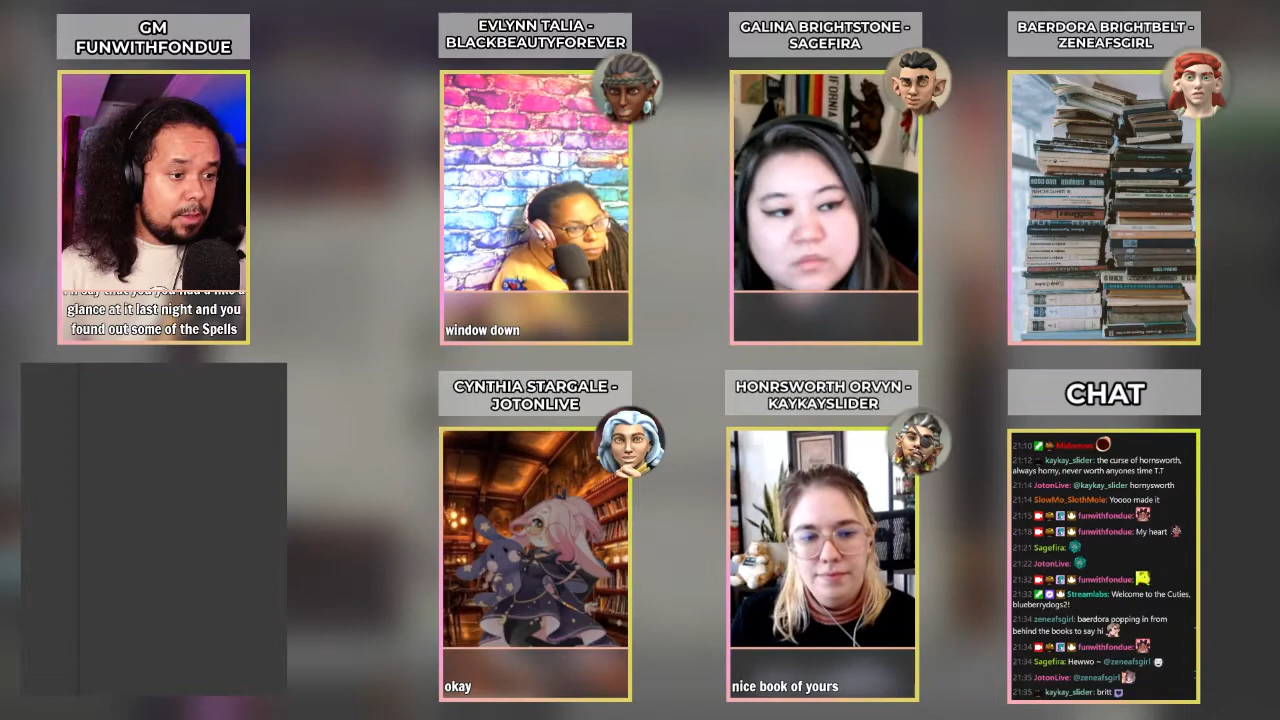 GM
FUNWITHFONDUE
EVLYNN TALIA -
BLACKBEAUTYFOREVER
GALINA BRIGHTSTONE -
SAGEFIRA
BAERDORA BRIGHTBELT -
ZENEAFSGIRL
glance at it last night and you
found out some of the Spells
window down
CYNTHIA STARGALE -
JOTONLIVE
HONRSWORTH ORVYN -
KAYKAYSLIDER
CHAT
okay
nice book of yours
21:10
21:12 kaykay_slider: the curse of hornsworth,
always horny, never worth anyones time T.T
21:14 JotonLive: @kaykay_slider hornysworth
21:14 SlowMo_SlothMole: Yoooo made it
21:15 funwithfondue:
21:18 funwithfondue: My heart
21:21 Sagefira:
21:22 JotonLive:
21:32 funwithfondue:
21:32 Streamlabs: Welcome to the Cuties,
blueberrydogs2!
21:34 zeneafsgirl: baerdora popping in from
behind the books to say hi
21:34 funwithfondue:
21:34 Sagefira: Hewwo ~ @zeneafsgirl
21:35 JotonLive: @zeneafsgirl
21:35 kaykay_slider: britt